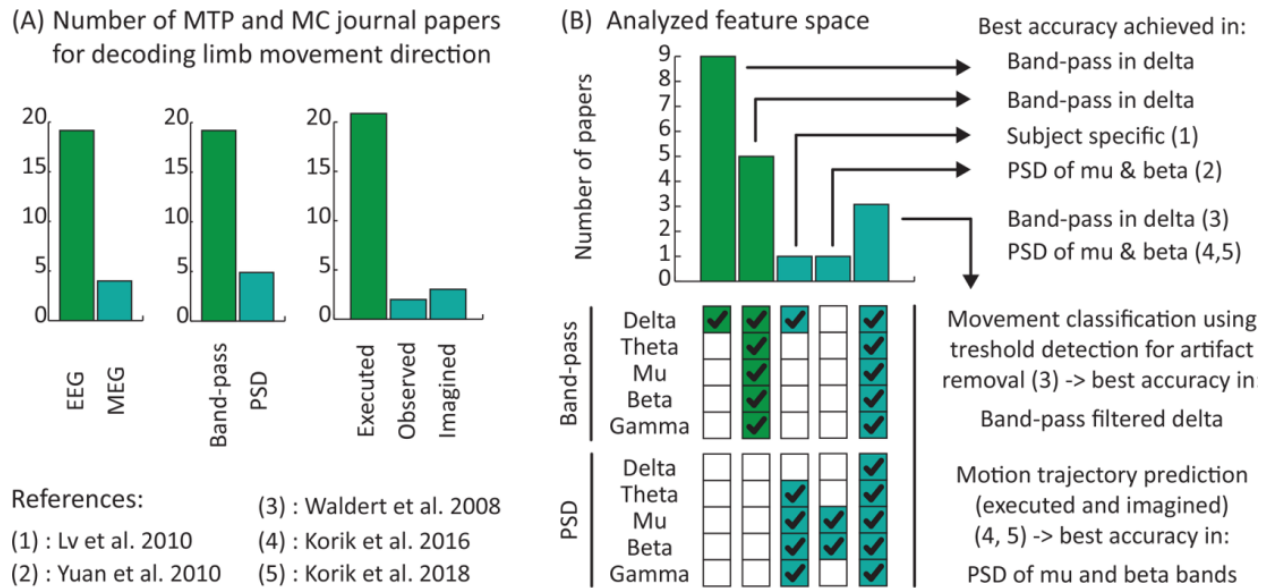 (A) Number of MTP and MC journal papers
for decoding limb movement direction
20
15
10
5
0
EEG
MEG
20
15
10
5
0
Band-pass
PSD
20
15
10
5
0
Executed
Observed
Imagined
References:
(1) : Lv et al. 2010
(2) : Yuan et al. 2010
(3) : Waldert et al. 2008
(4) : Korik et al. 2016
(5) : Korik et al. 2018
(B) Analyzed feature space
Number of papers
9
8
7
6
5
4
3
2
1
0
Best accuracy achieved in:
Band-pass in delta
Band-pass in delta
Subject specific (1)
PSD of mu & beta (2)
Band-pass in delta (3)
PSD of mu & beta (4,5)
Band-pass
Delta
Theta
Mu
Beta
Gamma
PSD
Delta
Theta
Mu
Beta
Gamma
Movement classification using
treshold detection for artifact
removal (3) -> best accuracy in:
Band-pass filtered delta
Motion trajectory prediction
(executed and imagined)
(4, 5) -> best accuracy in:
PSD of mu and beta bands